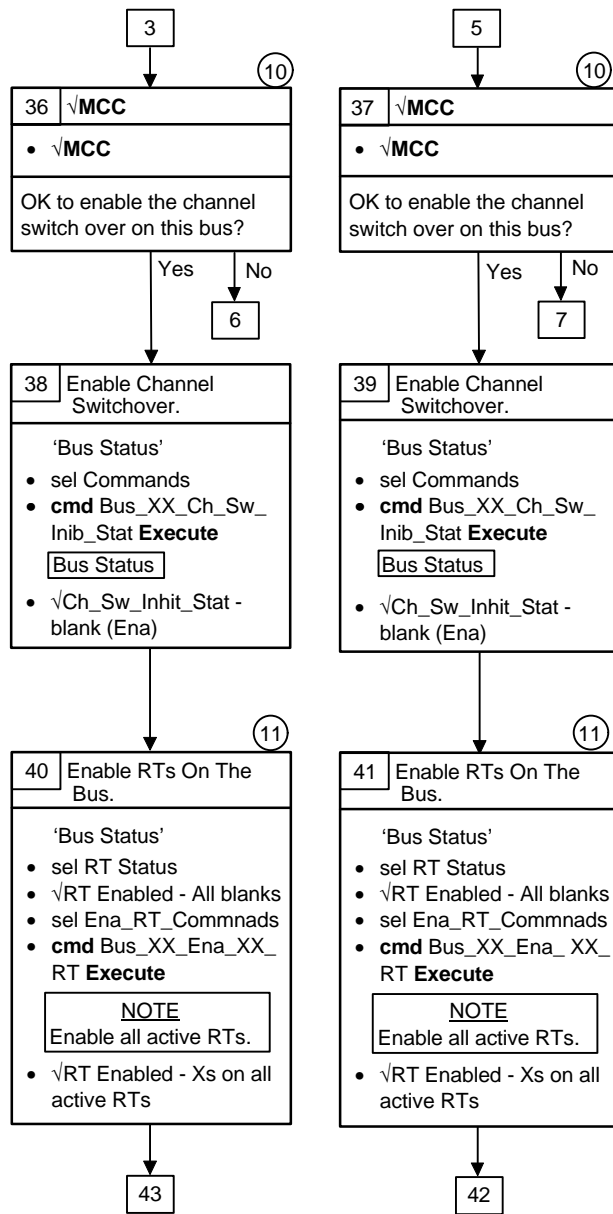 3
10
36 √MCC
• √MCC
OK to enable the channel
switch over on this bus?
Yes
No
6
38 Enable Channel
Switchover.
‘Bus Status’
• sel Commands
• cmd Bus_XX_Ch_Sw_
Inib_Stat Execute
Bus Status
• √Ch_Sw_Inhit_Stat -
blank (Ena)
11
40 Enable RTs On The
Bus.
‘Bus Status’
• sel RT Status
• √RT Enabled - All blanks
• sel Ena_RT_Commnads
• cmd Bus_XX_Ena_XX_
RT Execute
NOTE
Enable all active RTs.
• √RT Enabled - Xs on all
active RTs
43
5
10
37 √MCC
• √MCC
OK to enable the channel
switch over on this bus?
Yes
No
7
39 Enable Channel
Switchover.
‘Bus Status’
• sel Commands
• cmd Bus_XX_Ch_Sw_
Inib_Stat Execute
Bus Status
• √Ch_Sw_Inhit_Stat -
blank (Ena)
11
41 Enable RTs On The
Bus.
‘Bus Status’
• sel RT Status
• √RT Enabled - All blanks
• sel Ena_RT_Commnads
• cmd Bus_XX_Ena_ XX_
RT Execute
NOTE
Enable all active RTs.
• √RT Enabled - Xs on all
active RTs
42